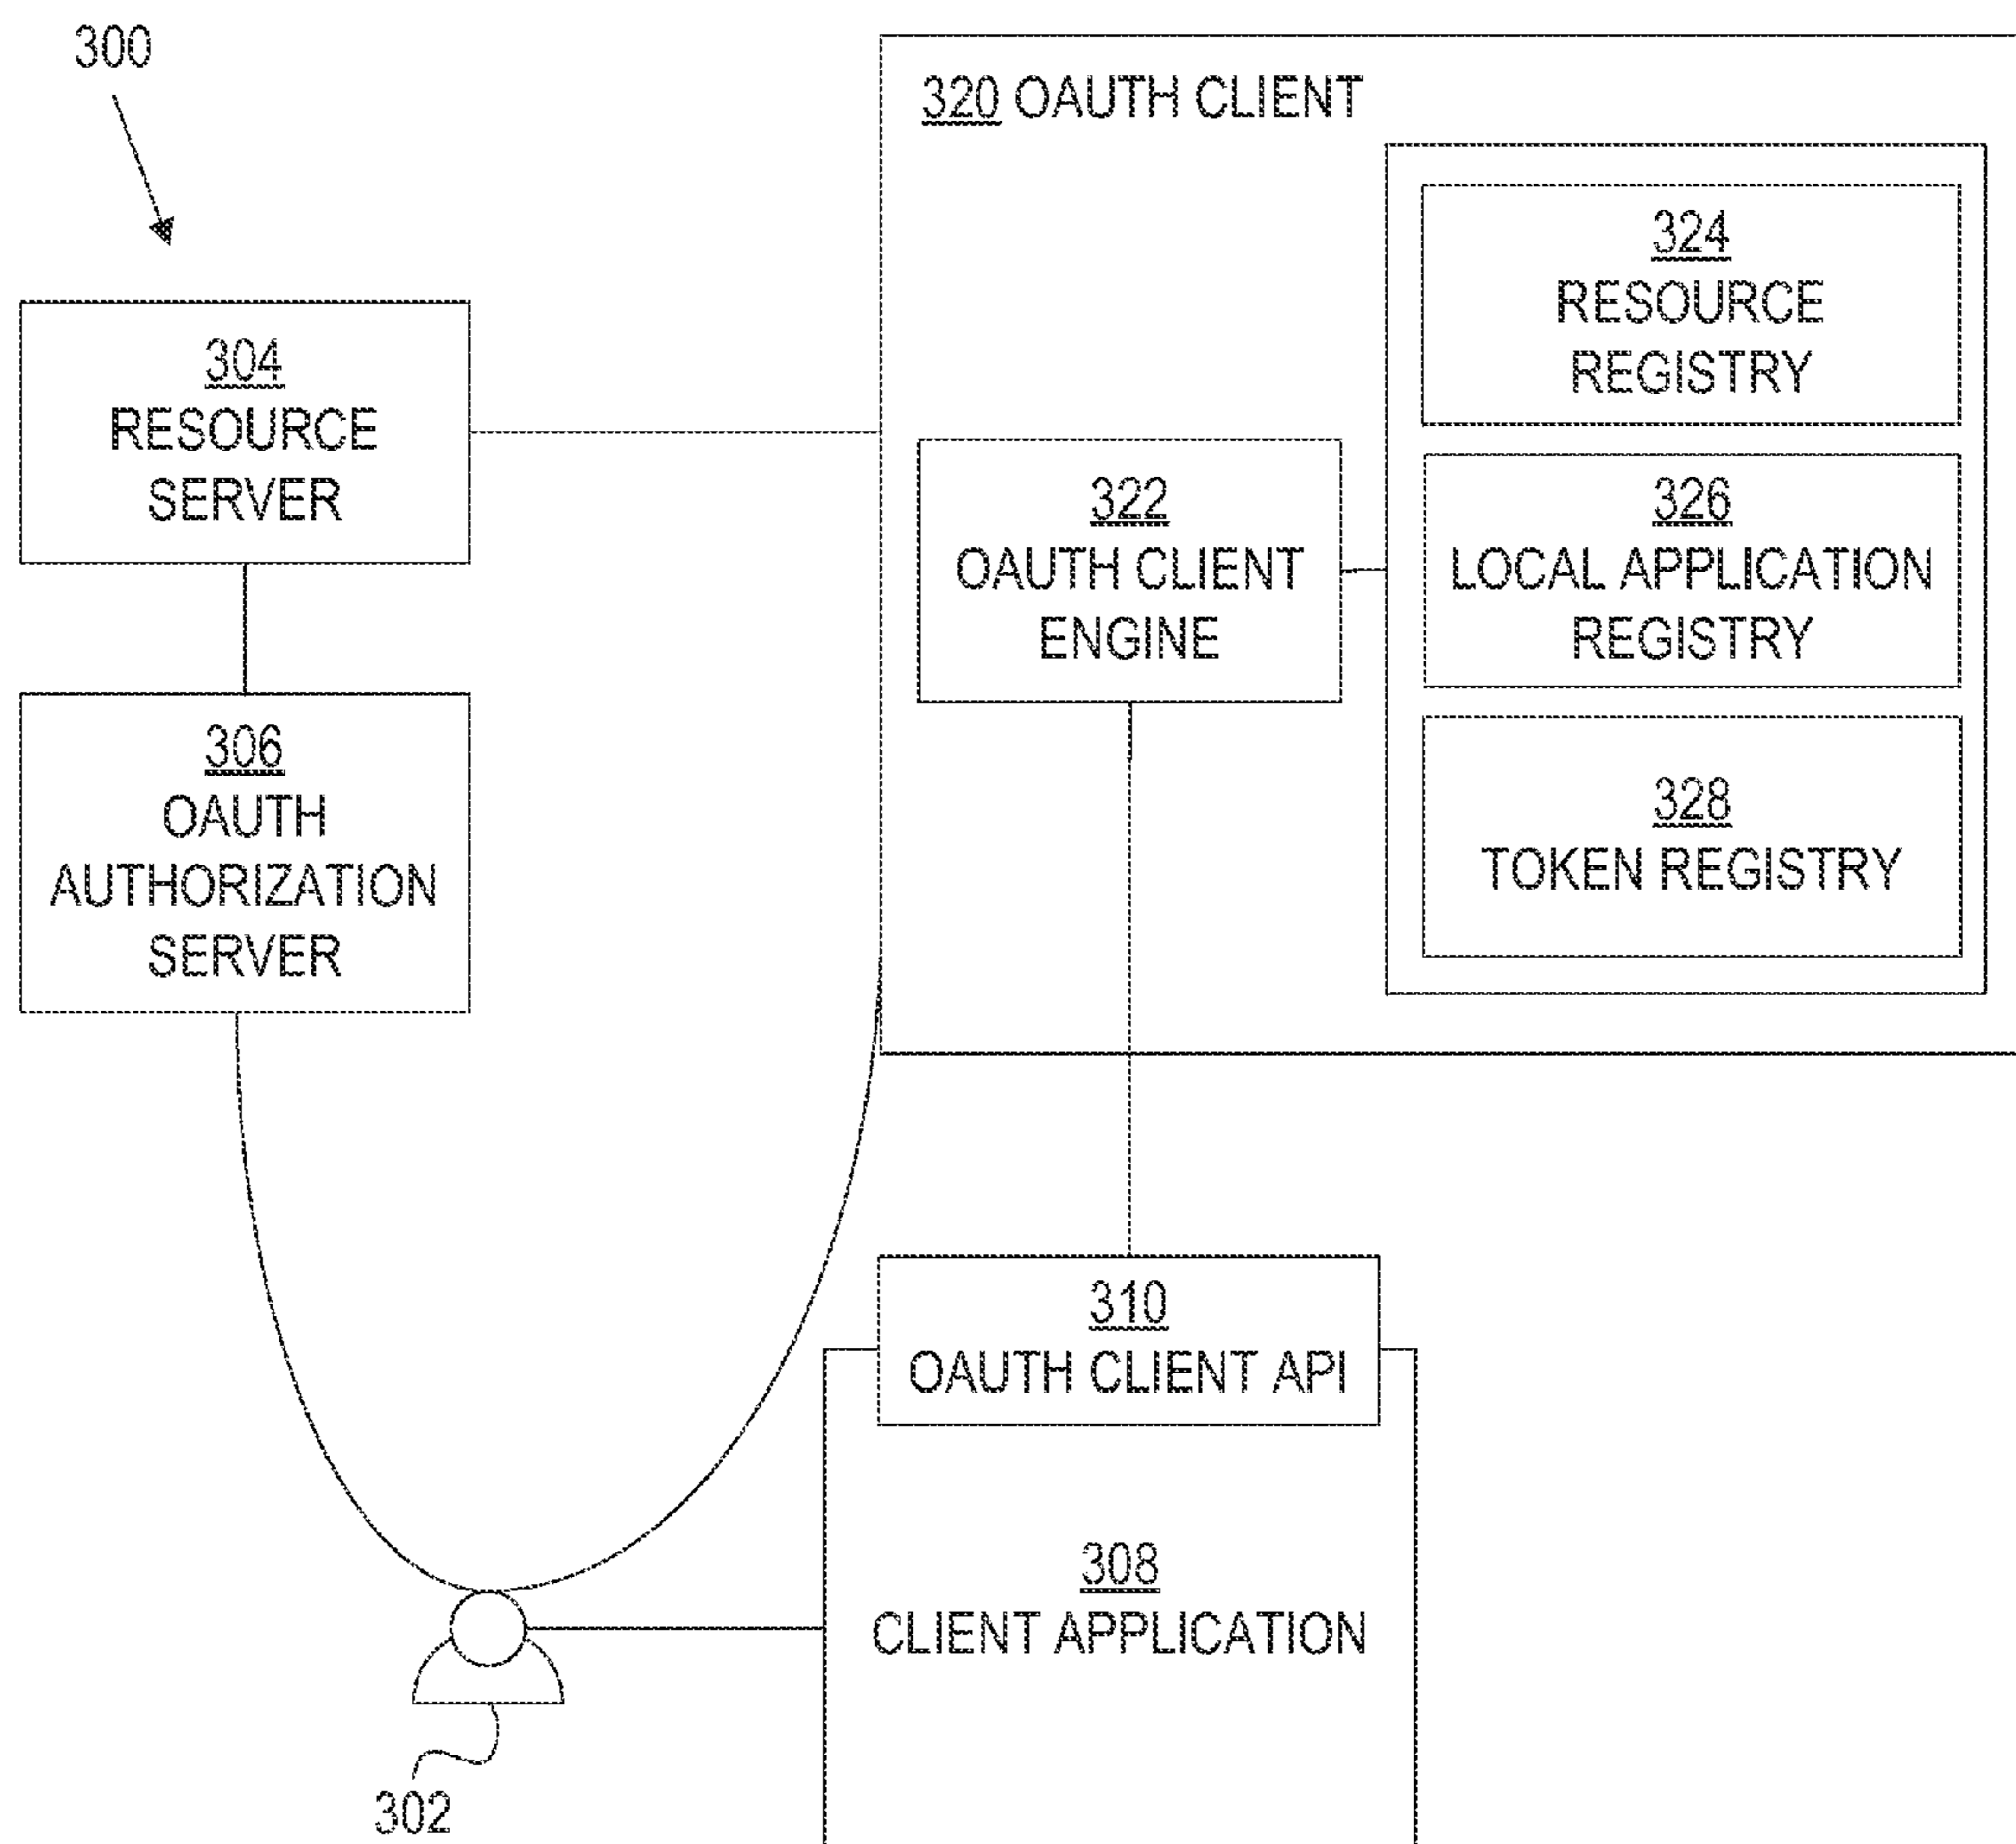 300
320 OAUTH CLIENT
324
RESOURCE
REGISTRY
304
RESOURCE
SERVER
322
OAUTH CLIENT
ENGINE
326
LOCAL APPLICATION
REGISTRY
306
OAUTH
AUTHORIZATION
SERVER
328
TOKEN REGISTRY
310
OAUTH CLIENT API
308
CLIENT APPLICATION
302